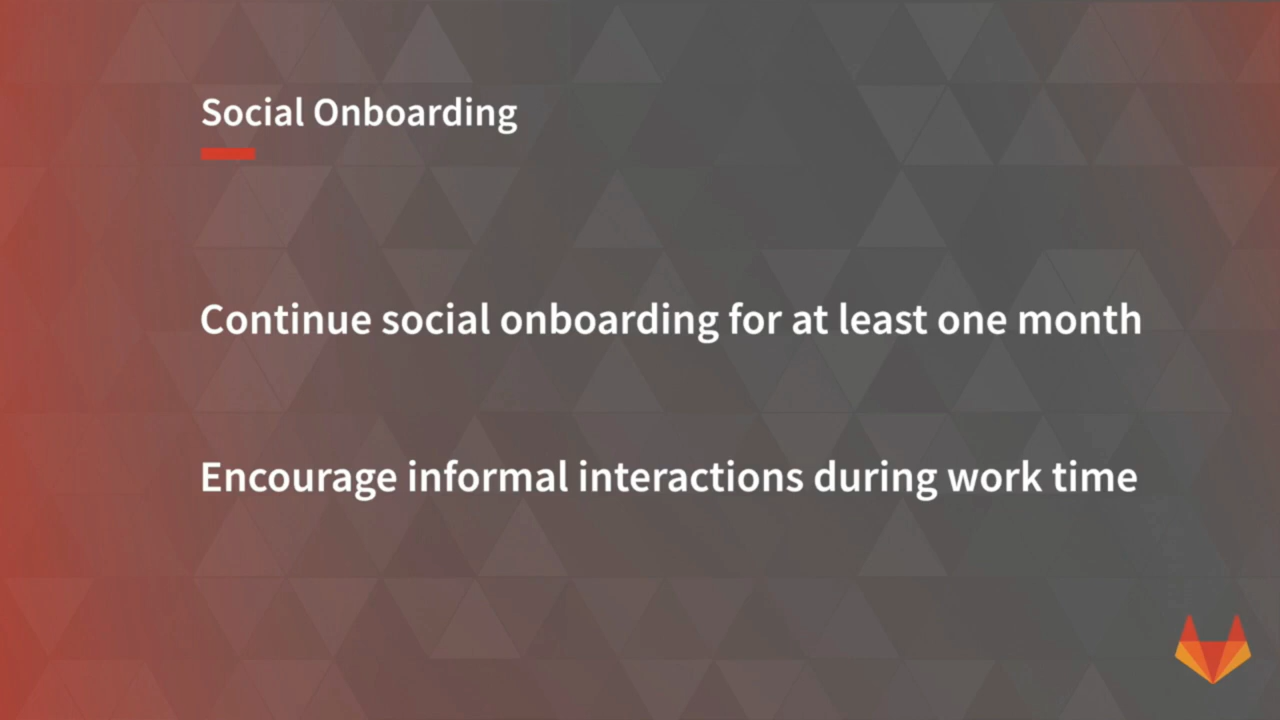 Social Onboarding
Continue social onboarding for at least one month
Encourage informal interactions during work time